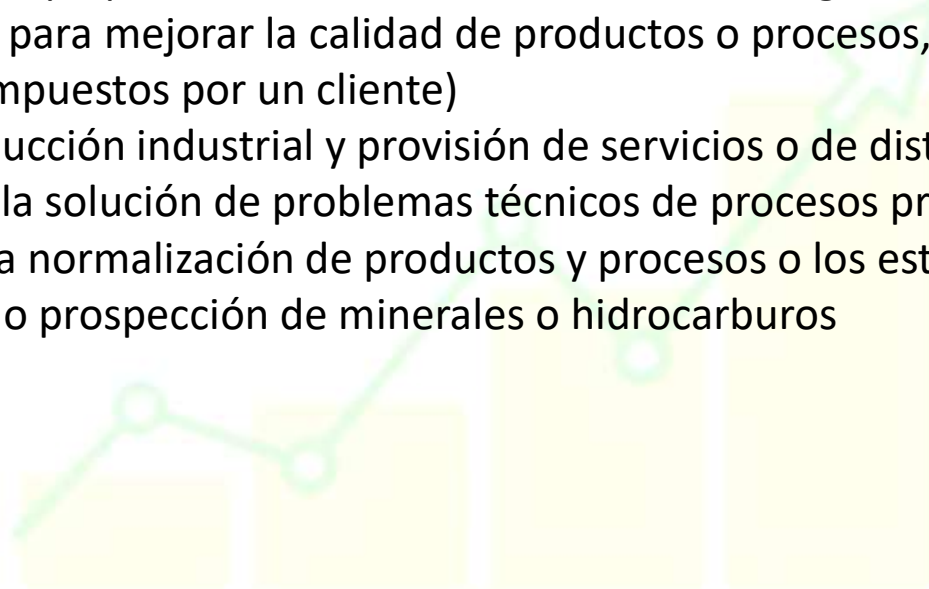 para mejorar la calidad de productos o procesos,
mpuestos por un cliente)
ucción industrial y provisión de servicios o de dist
la solución de problemas técnicos de procesos pr
a normalización de productos y procesos o los est
o prospección de minerales o hidrocarburos